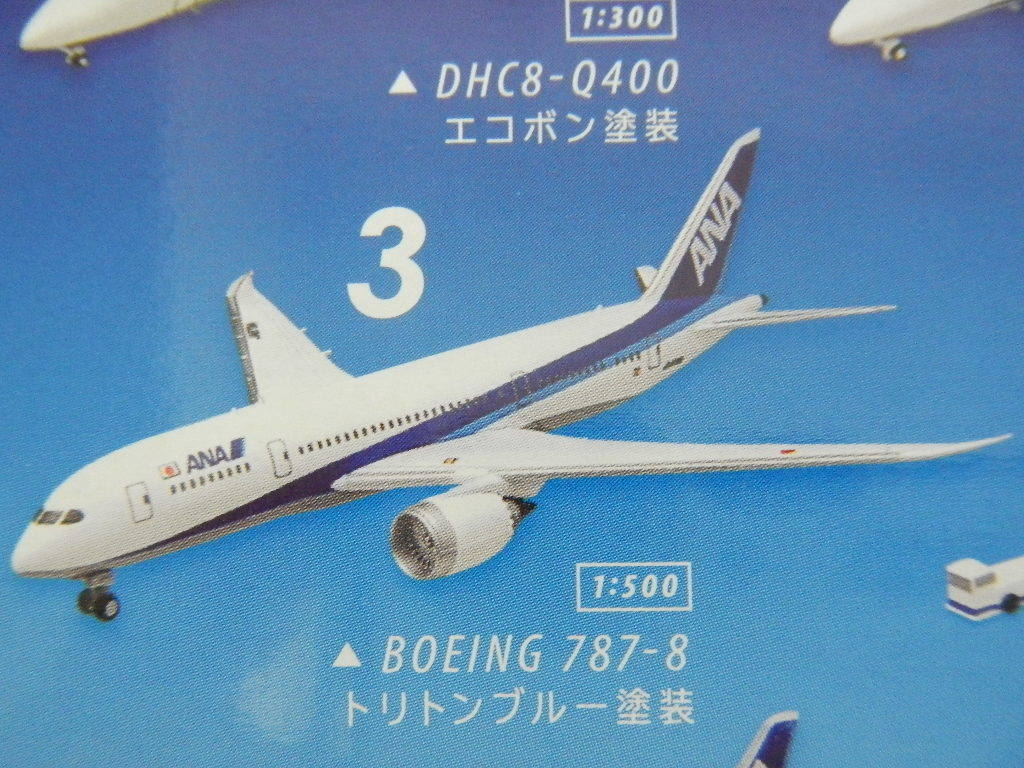 1:300
▲ DHC8-Q400
エコボン塗装
3
ANA
ANA
1:500
▲ BOEING 787-8
トリトンブルー塗装